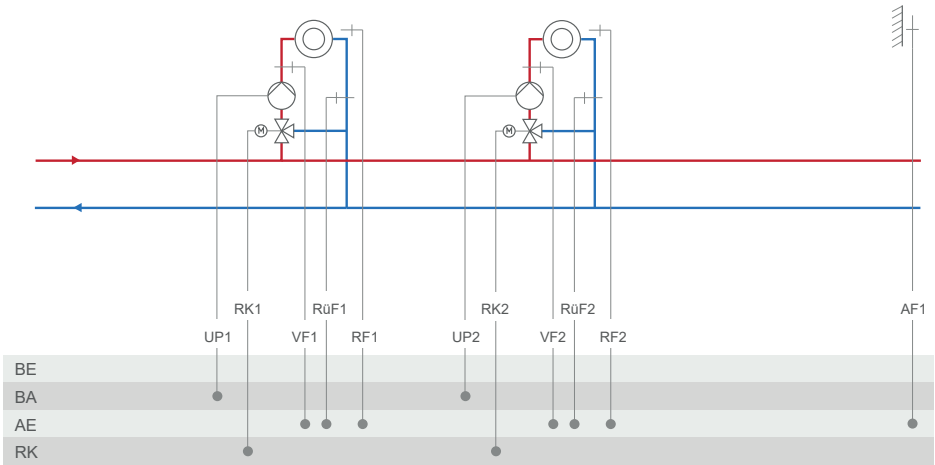 M
M
RK1 RüF1 RK2 RüF2 AF1
UP1 VF1 RF1 UP2 VF2 RF2
BE
BA
AE
RK